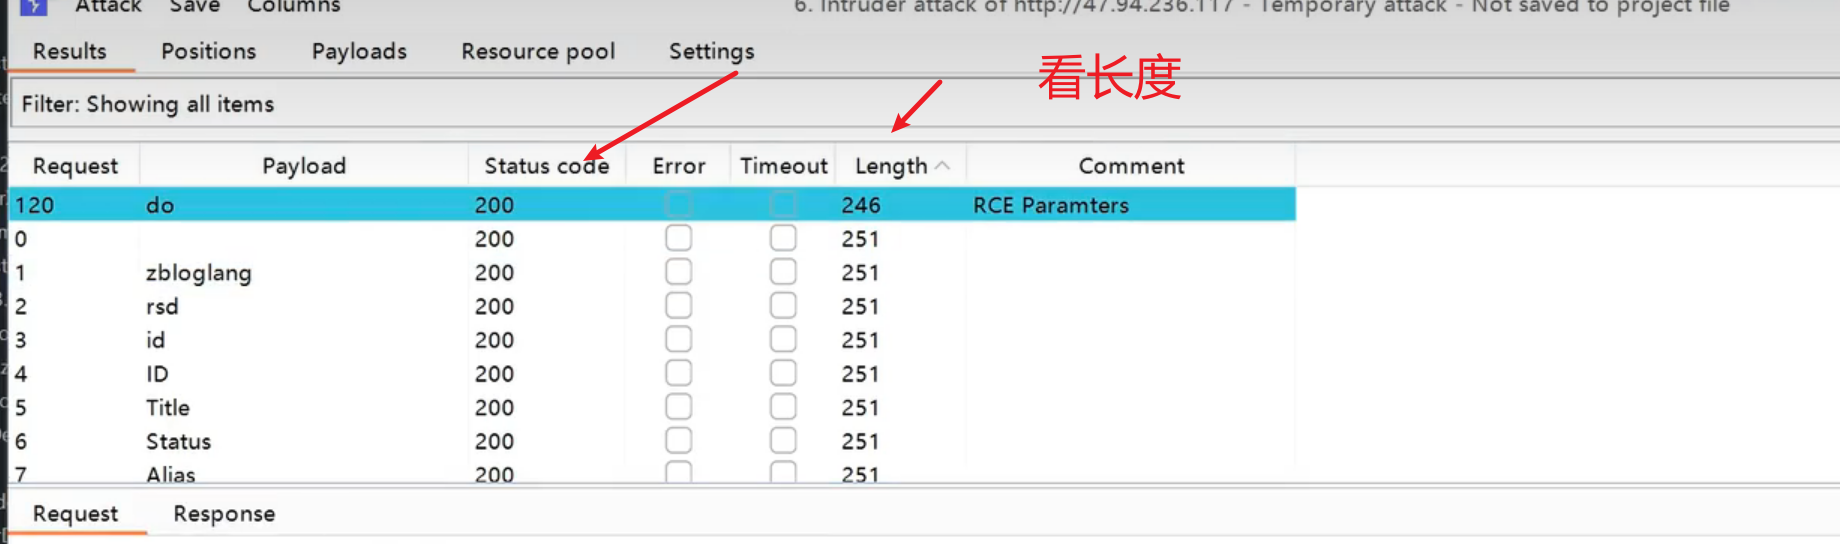 Attack Save Columns 6. Intruder attack of http://47.94.236.117 - Temporary attack - Not saved to project file
Results Positions Payloads Resource pool Settings
看长度
Filter: Showing all items
Request Payload Status code Error Timeout Length Comment
120 do 200 246 RCE Paramters
0 200 251
1 zbloglang 200 251
2 rsd 200 251
3 id 200 251
4 ID 200 251
5 Title 200 251
6 Status 200 251
7 Alias 200 251
Request Response